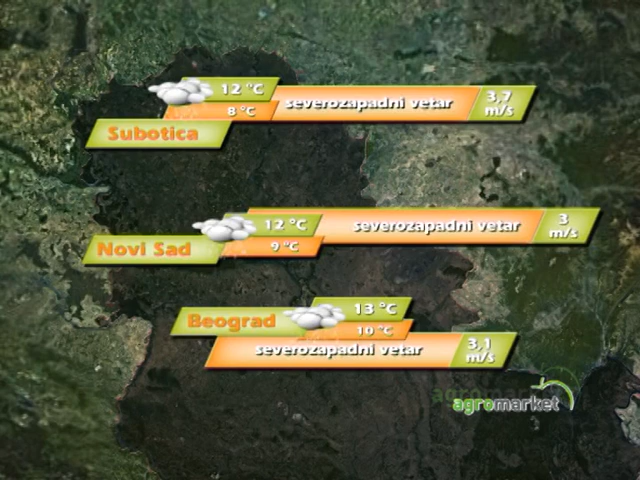 12 °C
8 °C
severozapadni vetar
3,7
m/s
Subotica
12 °C
9 °C
severozapadni vetar
3
m/s
Novi Sad
13 °C
10 °C
Beograd
severozapadni vetar
3,1
m/s
agromarket